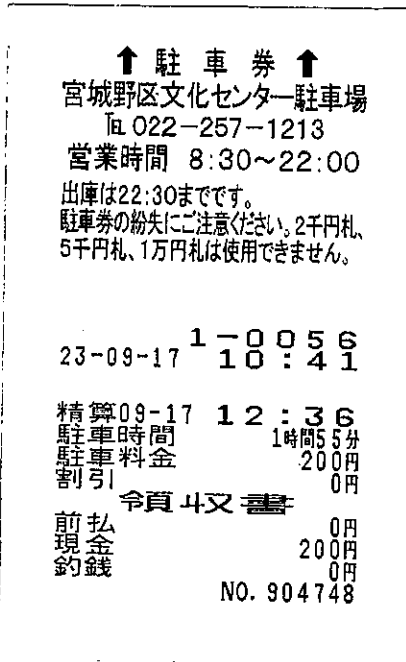 ⬆ 駐 車 券 ⬆
宮城野区文化センター駐車場
℡022-257-1213
営業時間 8:30~22:00
出庫は22:30までです。
駐車券の紛失にご注意ください。2千円札、
5千円札、1万円札は使用できません。
1-0056
23-09-17 10:41
精算09-17 12:36
駐車時間 1時間55分
駐車料金 200円
割引 0円
領収書
前払 0円
現金 200円
釣銭 0円
NO. 904748